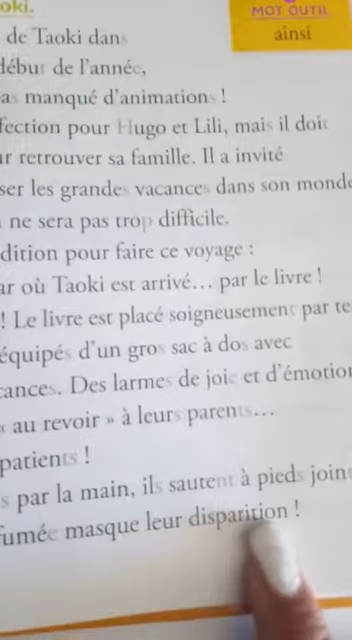 oki.
MOT OUTIL
ainsi
de Taoki dans
début de l'année,
as manqué d'animations !
fection pour Hugo et Lili, mais il doit
ur retrouver sa famille. Il a invité
ser les grandes vacances dans son monde
ne sera pas trop difficile.
dition pour faire ce voyage :
ar où Taoki est arrivé... par le livre !
! Le livre est placé soigneusement par te
équipés d'un gros sac à dos avec
cances. Des larmes de joie et d'émotion
« au revoir » à leurs parents...
patients !
s par la main, ils sautent à pieds joints
fumée masque leur disparition !